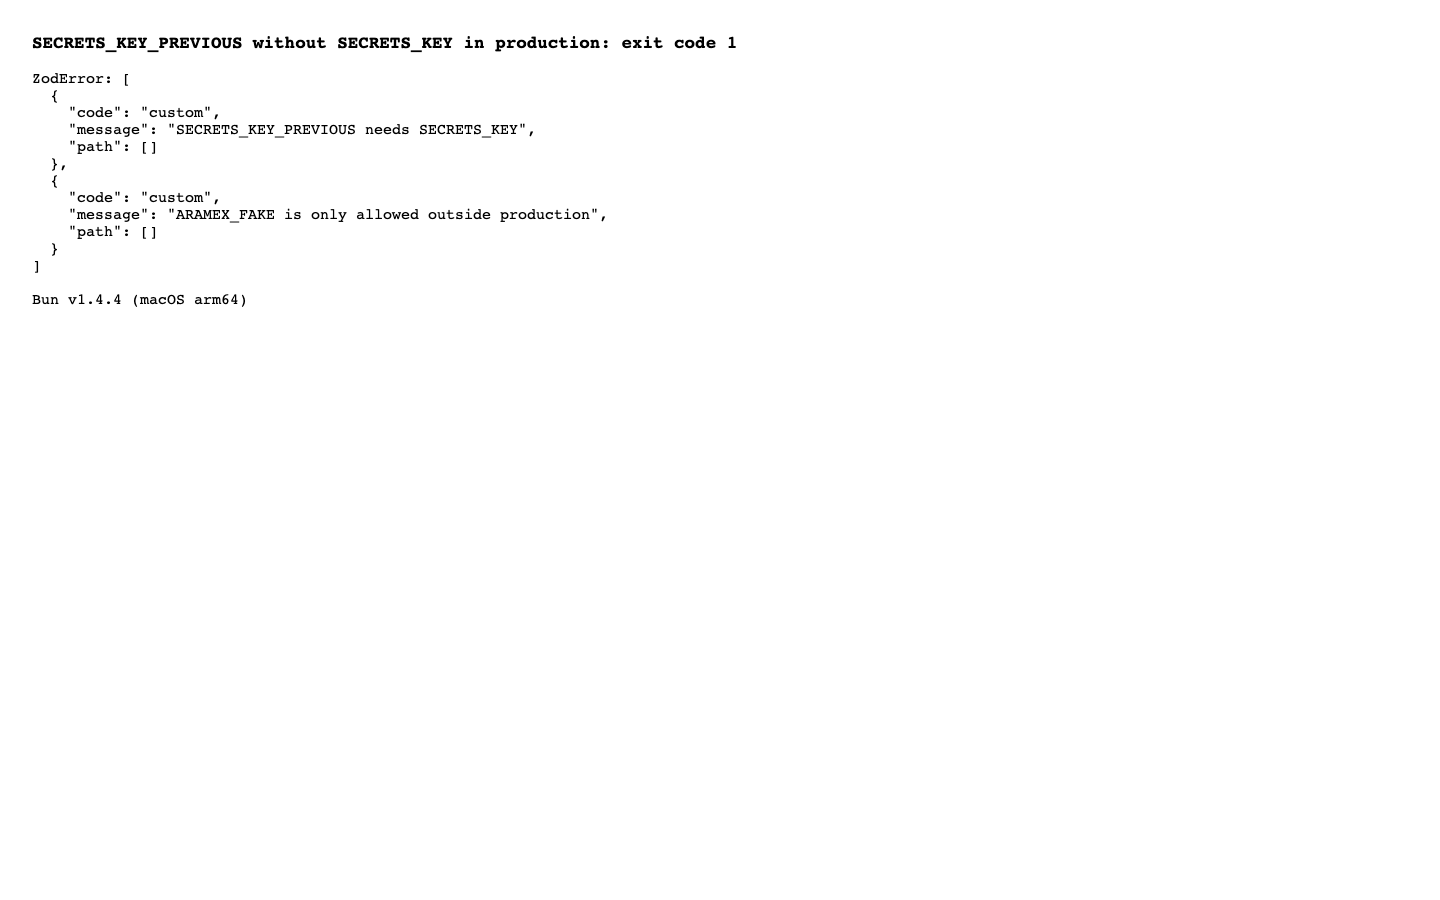 SECRETS_KEY_PREVIOUS without SECRETS_KEY in production: exit code 1
ZodError: [
  {
    "code": "custom",
    "message": "SECRETS_KEY_PREVIOUS needs SECRETS_KEY",
    "path": []
  },
  {
    "code": "custom",
    "message": "ARAMEX_FAKE is only allowed outside production",
    "path": []
  }
]
Bun v1.4.4 (macOS arm64)